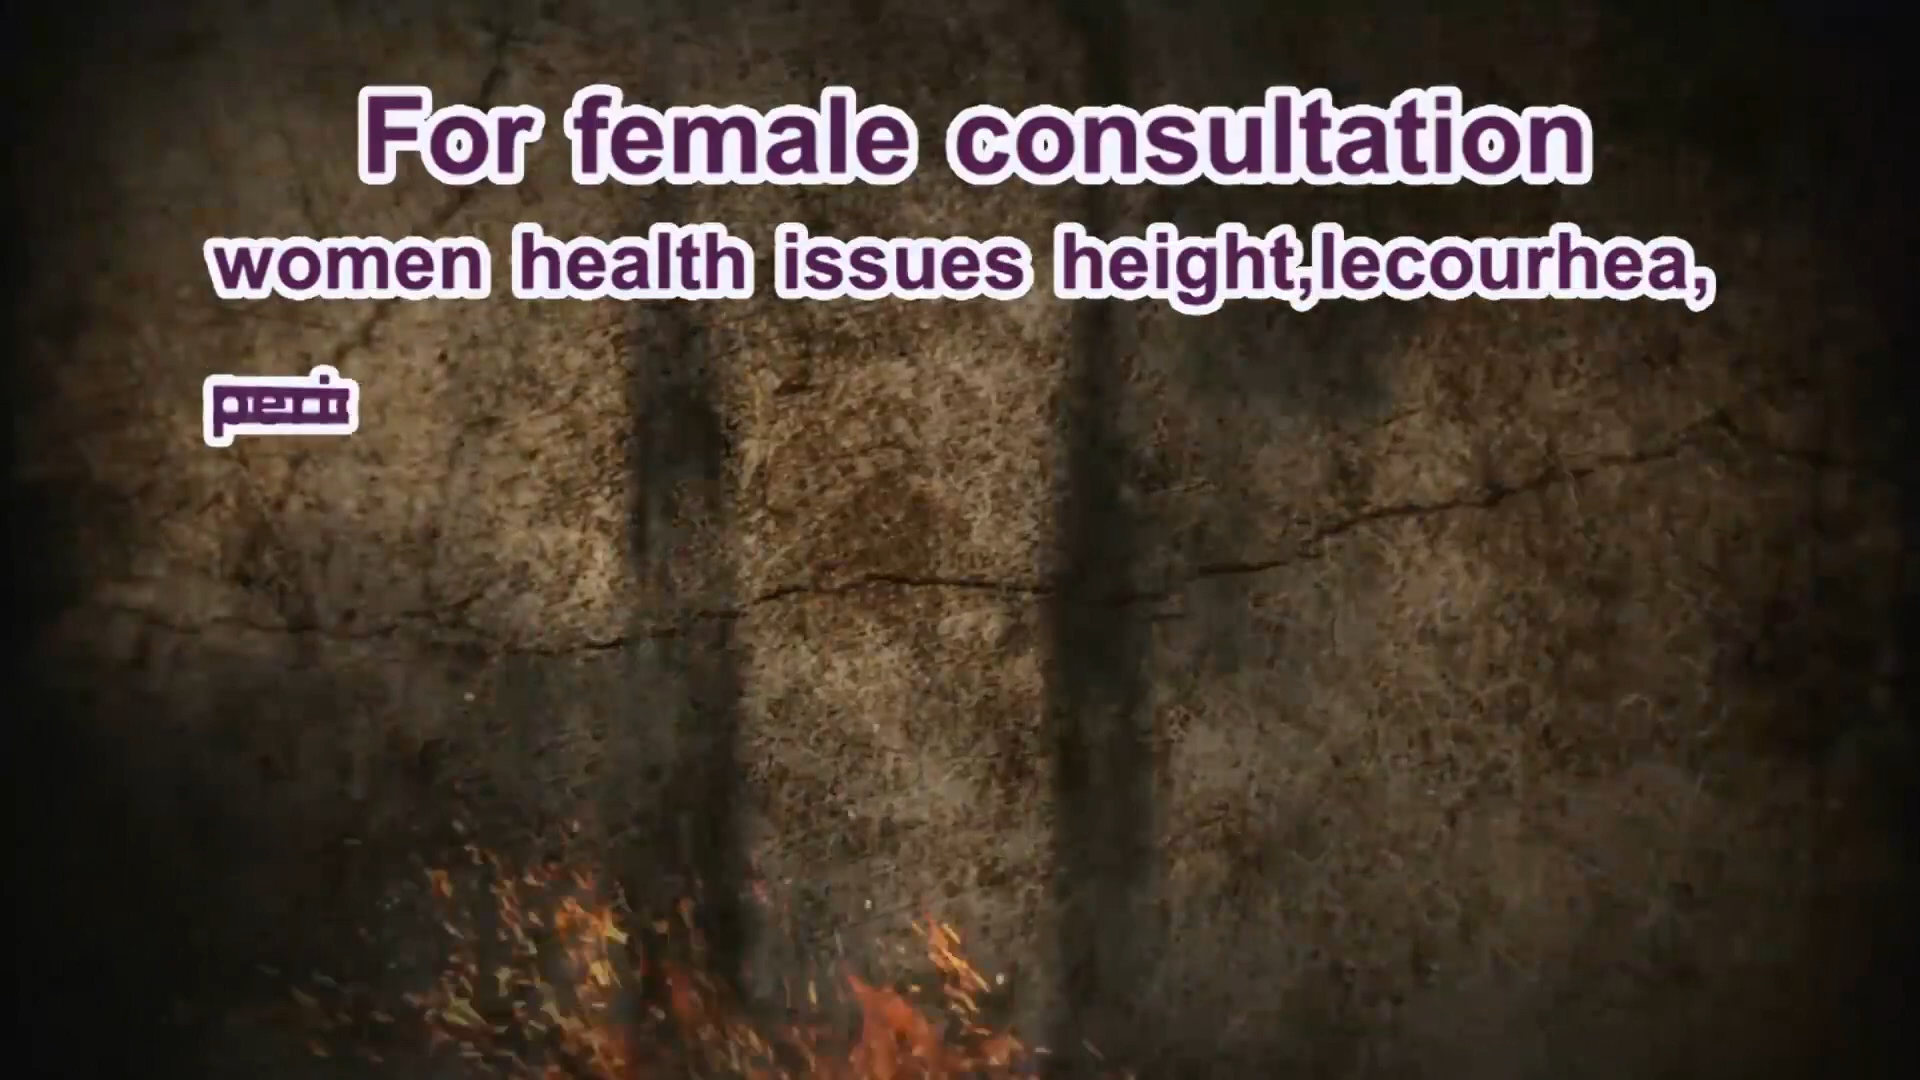 For female consultation
women health issues height,lecourhea,